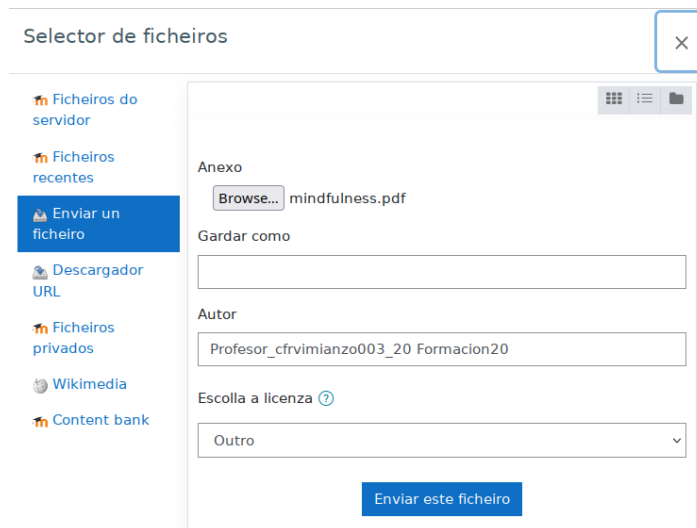 Selector de ficheiros
Ficheiros do
servidor
Ficheiros
recentes
Enviar un
ficheiro
Descargador
URL
Ficheiros
privados
Wikimedia
Content bank
Anexo
Browse... mindfulness.pdf
Gardar como
Autor
Profesor_cfrvimianzo003_20 Formacion20
Escolla a licenza ?
Outro
Enviar este ficheiro